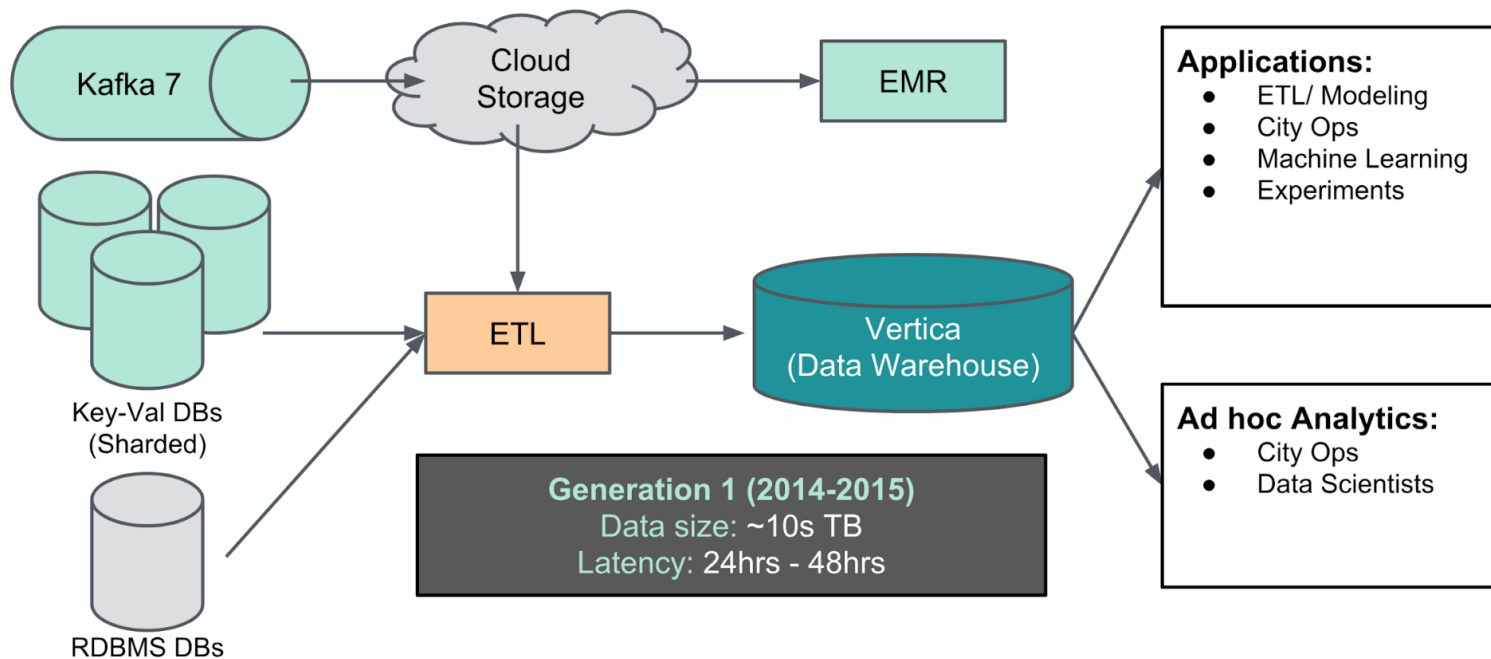 Kafka 7
Cloud
Storage
EMR
Applications:
● ETL/ Modeling
● City Ops
● Machine Learning
● Experiments
Key-Val DBs
(Sharded)
ETL
Vertica
(Data Warehouse)
Ad hoc Analytics:
● City Ops
● Data Scientists
Generation 1 (2014-2015)
Data size: ~10s TB
Latency: 24hrs - 48hrs
RDBMS DBs